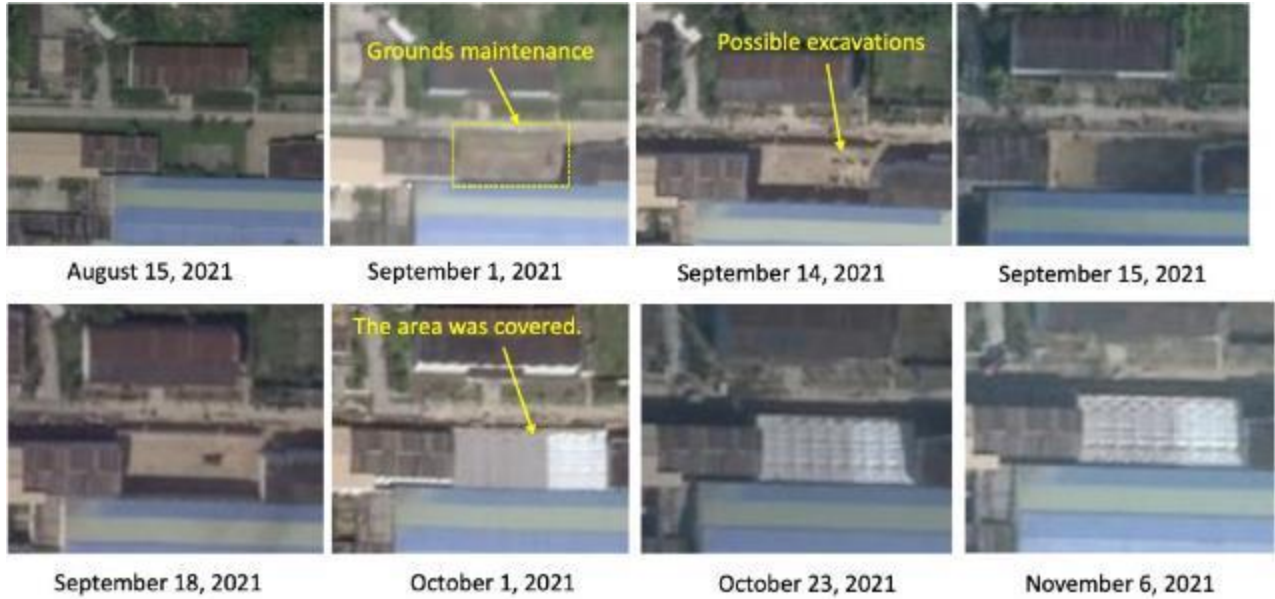 Grounds maintenance
Possible excavations
August 15, 2021
September 1, 2021
September 14, 2021
September 15, 2021
The area was covered.
September 18, 2021
October 1, 2021
October 23, 2021
November 6, 2021